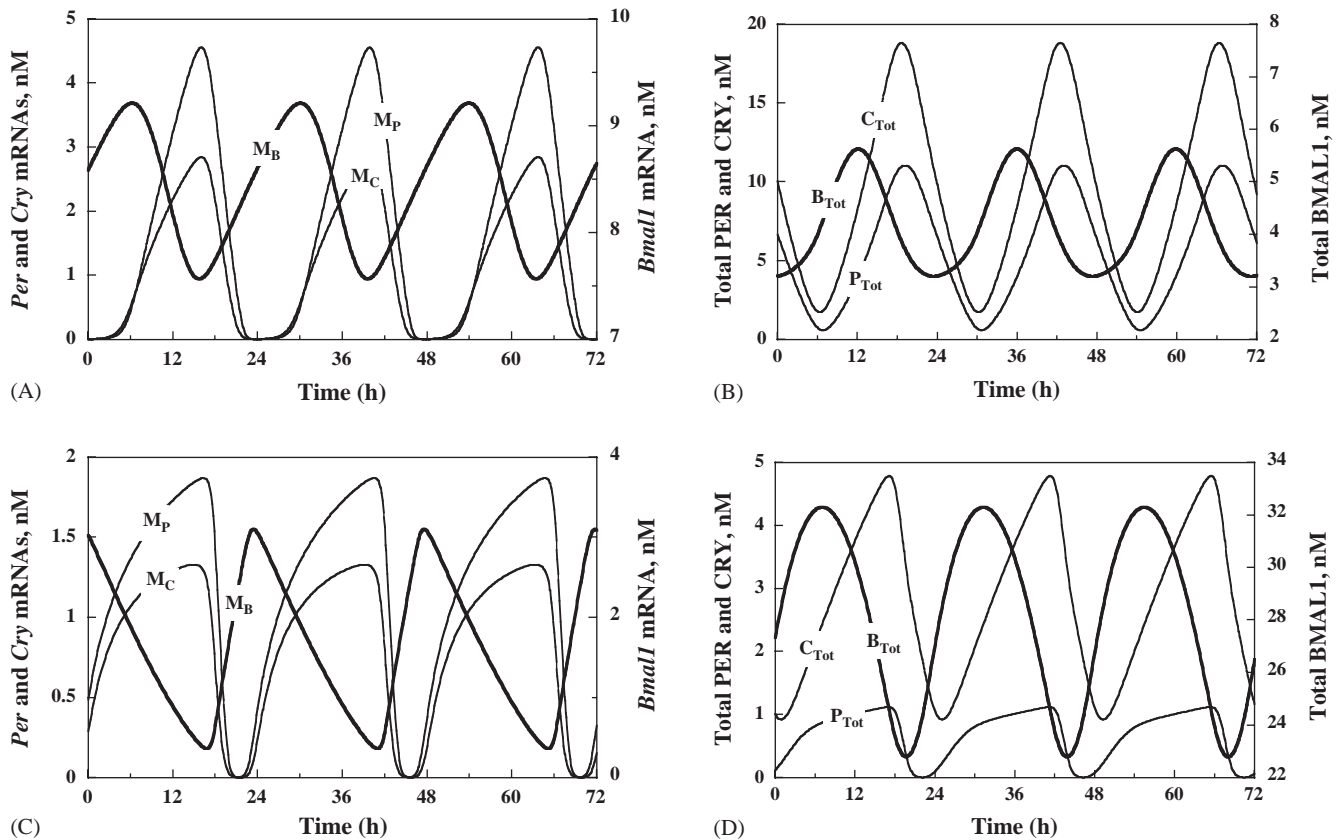 5
4
3
2
1
0
Per and Cry mRNAs, nM
10
9
8
7
Bmal1 mRNA, nM
M_P
M_B
M_C
0 12 24 36 48 60 72
(A) Time (h)
20
15
10
5
0
Total PER and CRY, nM
8
7
6
5
4
3
2
Total BMAL1, nM
C_Tot
B_Tot
P_Tot
0 12 24 36 48 60 72
(B) Time (h)
2
1.5
1
0.5
0
Per and Cry mRNAs, nM
4
2
0
Bmal1 mRNA, nM
M_P
M_C
M_B
0 12 24 36 48 60 72
(C) Time (h)
5
4
3
2
1
0
Total PER and CRY, nM
34
32
30
28
26
24
22
Total BMAL1, nM
C_Tot
B_Tot
P_Tot
0 12 24 36 48 60 72
(D) Time (h)